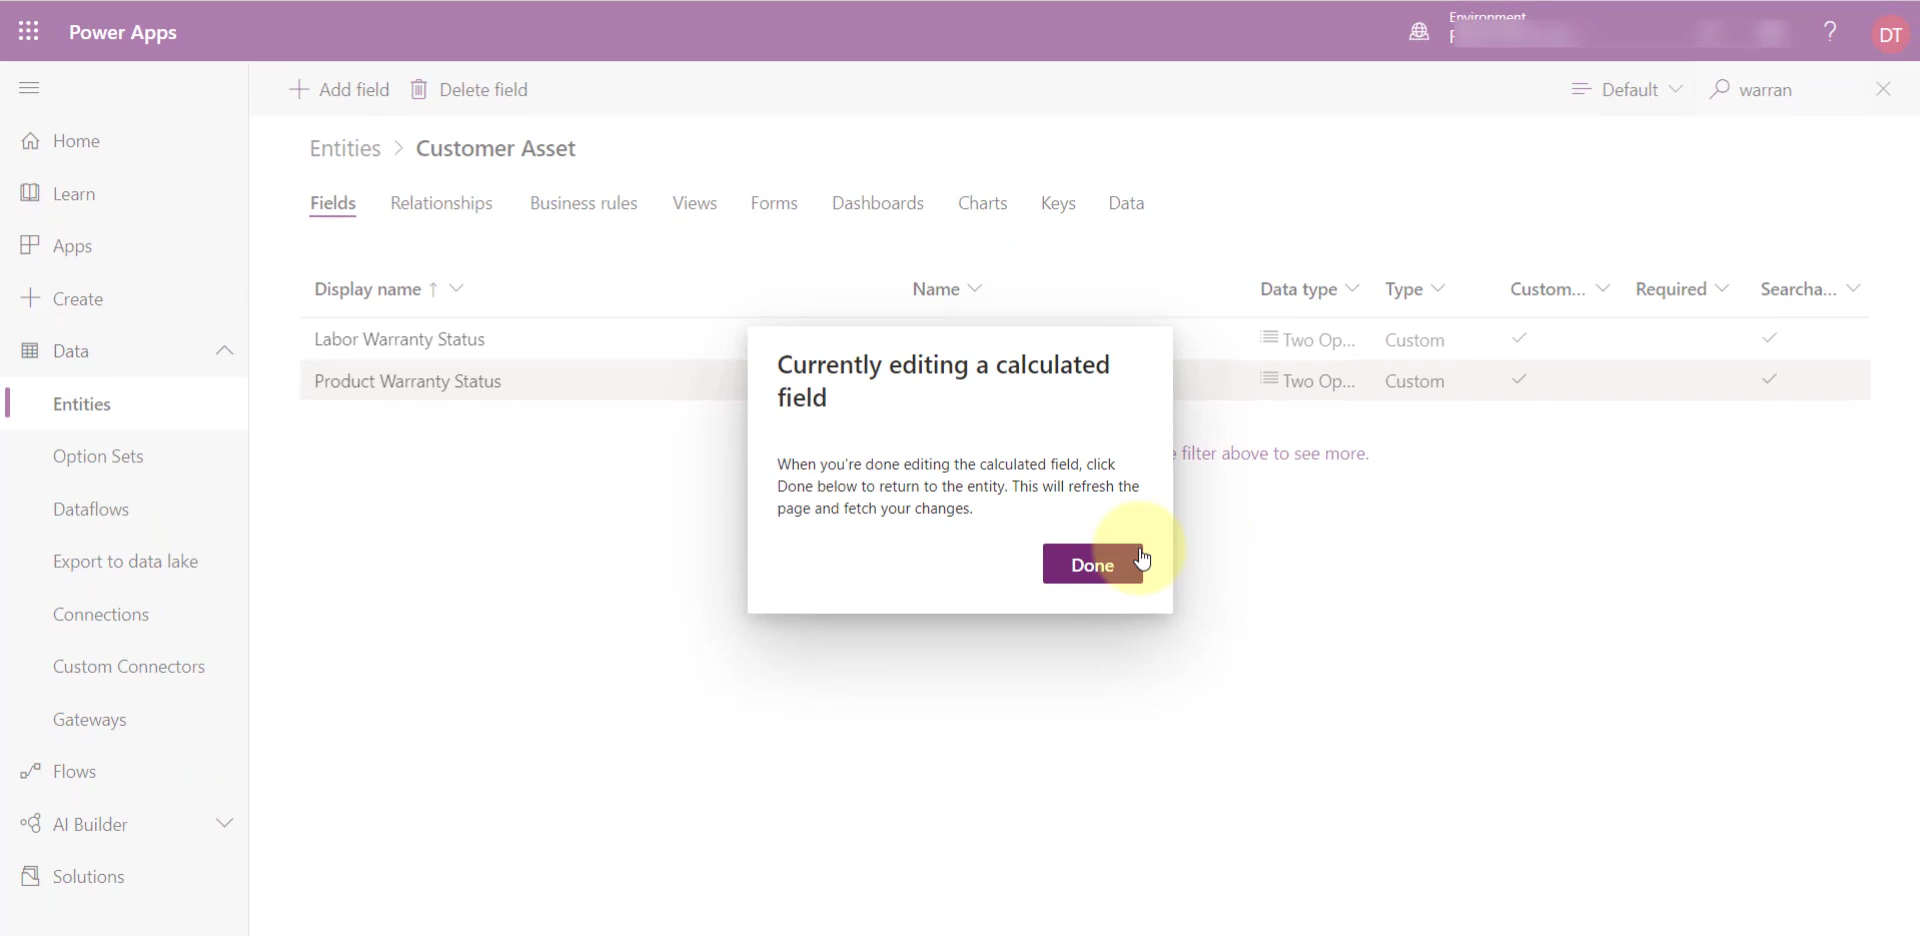 Power Apps
Environment
?
DT
Add field
Delete field
Default
warran
Home
Learn
Apps
Create
Data
Entities
Option Sets
Dataflows
Export to data lake
Connections
Custom Connectors
Gateways
Flows
AI Builder
Solutions
Entities > Customer Asset
Fields Relationships Business rules Views Forms Dashboards Charts Keys Data
Display name ↑ Name Data type Type Custom... Required Searcha...
Labor Warranty Status Two Op... Custom
Product Warranty Status Two Op... Custom
filter above to see more.
Currently editing a calculated
field
When you're done editing the calculated field, click
Done below to return to the entity. This will refresh the
page and fetch your changes.
Done